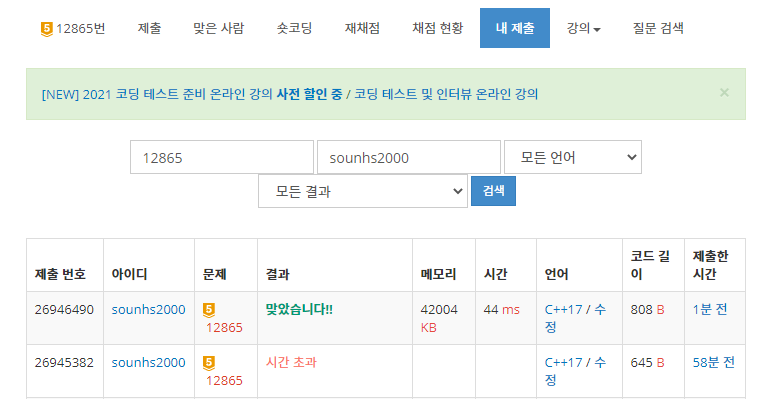 5 12865번 제출 맞은 사람 숏코딩 재채점 채점 현황 내 제출 강의 질문 검색
[NEW] 2021 코딩 테스트 준비 온라인 강의 사전 할인 중 / 코딩 테스트 및 인터뷰 온라인 강의 ×
12865 sounhs2000 모든 언어
모든 결과 검색
제출 번호 아이디 문제 결과 메모리 시간 언어 코드 길이 제출한 시간
26946490 sounhs2000 5 12865 맞았습니다!! 42004 KB 44 ms C++17 / 수정 808 B 1분 전
26945382 sounhs2000 5 12865 시간 초과 C++17 / 수정 645 B 58분 전